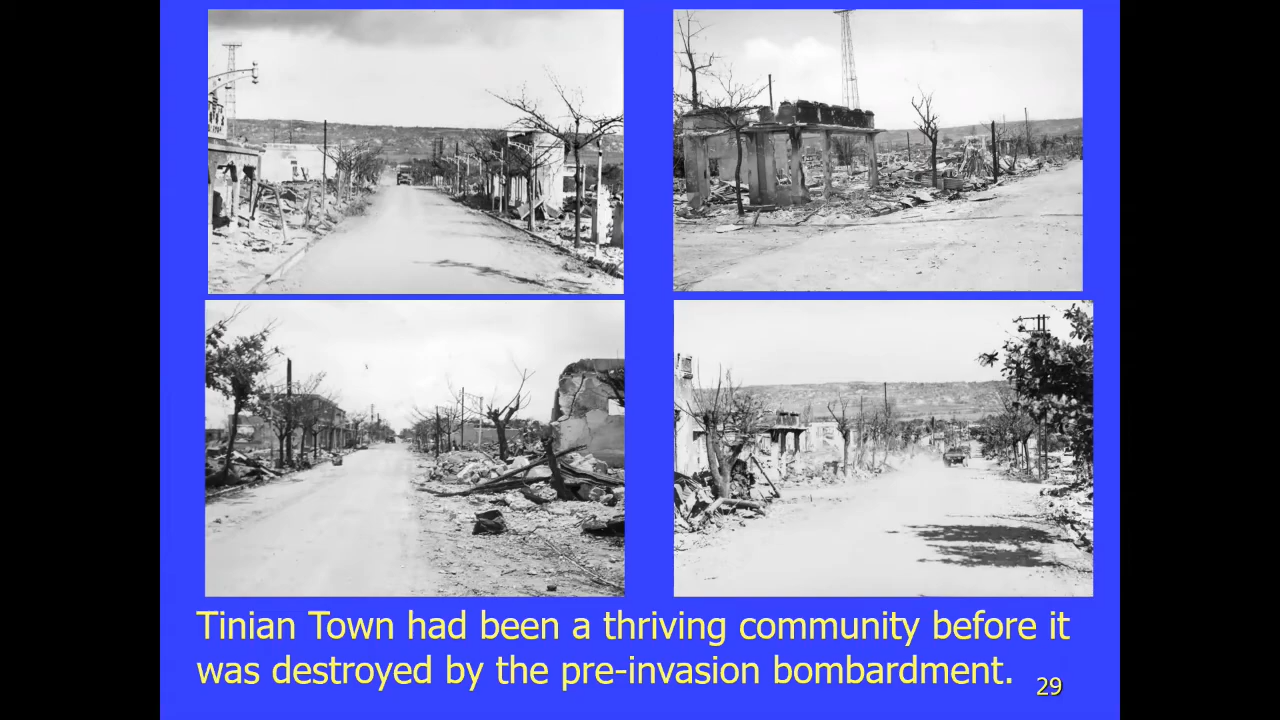 Tinian Town had been a thriving community before it
was destroyed by the pre-invasion bombardment.
29